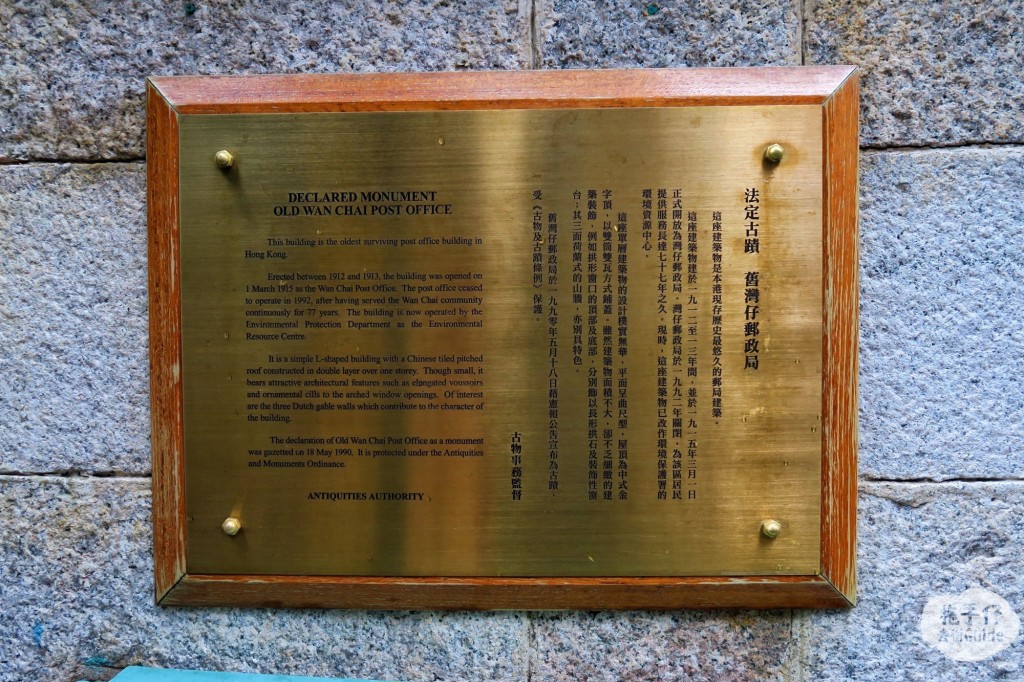 DECLARED MONUMENT
OLD WAN CHAI POST OFFICE
This building is the oldest surviving post office building in
Hong Kong.
Erected between 1912 and 1913, the building was opened on
1 March 1915 as the Wan Chai Post Office. The post office ceased
to operate in 1992, after having served the Wan Chai community
continuously for 77 years. The building is now operated by the
Environmental Protection Department as the Environmental
Resource Centre.
It is a simple L-shaped building with a Chinese tiled pitched
roof constructed in double layer over one storey. Though small, it
bears attractive architectural features such as elongated voussoirs
and ornamental cills to the arched window openings. Of interest
are the three Dutch gable walls which contribute to the character of
the building.
The declaration of Old Wan Chai Post Office as a monument
was gazetted on 18 May 1990. It is protected under the Antiquities
and Monuments Ordinance.
ANTIQUITIES AUTHORITY
法定古蹟 舊灣仔郵政局
這座建築物是本港現存歷史最悠久的郵局建築。
這座建築物建於一九一二至一三年間，並於一九一五年三月一日
正式開放為灣仔郵政局。灣仔郵政局於一九九二年關閉，為該區居民
提供服務長達七十七年之久。現時，這座建築物已改作環境保護署的
環境資源中心。
這座單層建築物的設計樸實無華，平面呈曲尺型，屋頂為中式金
字頂，以雙筒雙瓦方式鋪蓋。雖然建築物面積不大，卻不乏細緻的建
築裝飾，例如拱形窗口的頂部及底部，分別飾以長形拱石及裝飾性窗
台；其三面荷蘭式的山牆，亦別具特色。
舊灣仔郵政局於一九九零年五月十八日藉憲報公告宣布為古蹟，
受《古物及古蹟條例》保護。
古物事務監督